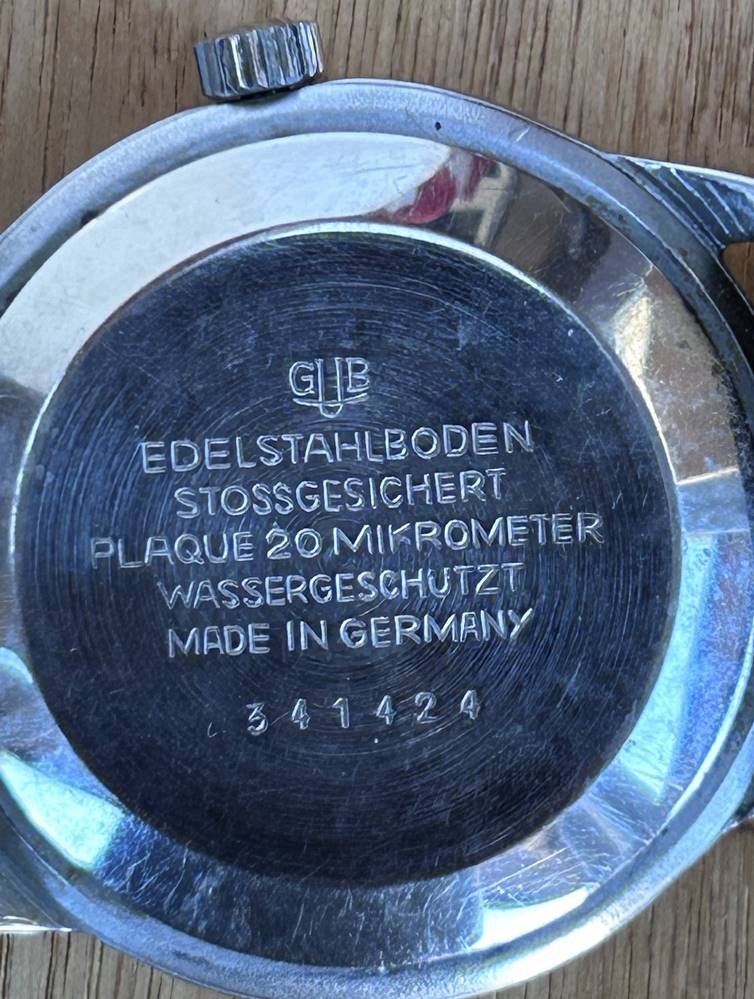 GUB
EDELSTAHLBODEN
STOSSGESICHERT
PLAQUE 20 MIKROMETER
WASSERGESCHUTZT
MADE IN GERMANY
341424